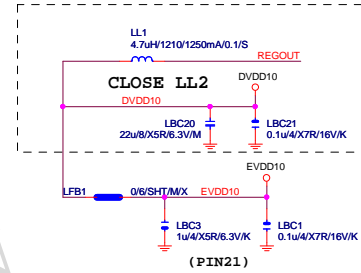 LL1
4.7uH/1210/1250mA/0.1/S
REGOUT
CLOSE LL2
DVDD10
DVDD10
LBC20
22u/8/X5R/6.3V/M
LBC21
0.1u/4/X7R/16V/K
EVDD10
LFB1
0/6/SHT/M/X
EVDD10
LBC3
1u/4/X5R/6.3V/K
LBC1
0.1u/4/X7R/16V/K
(PIN21)